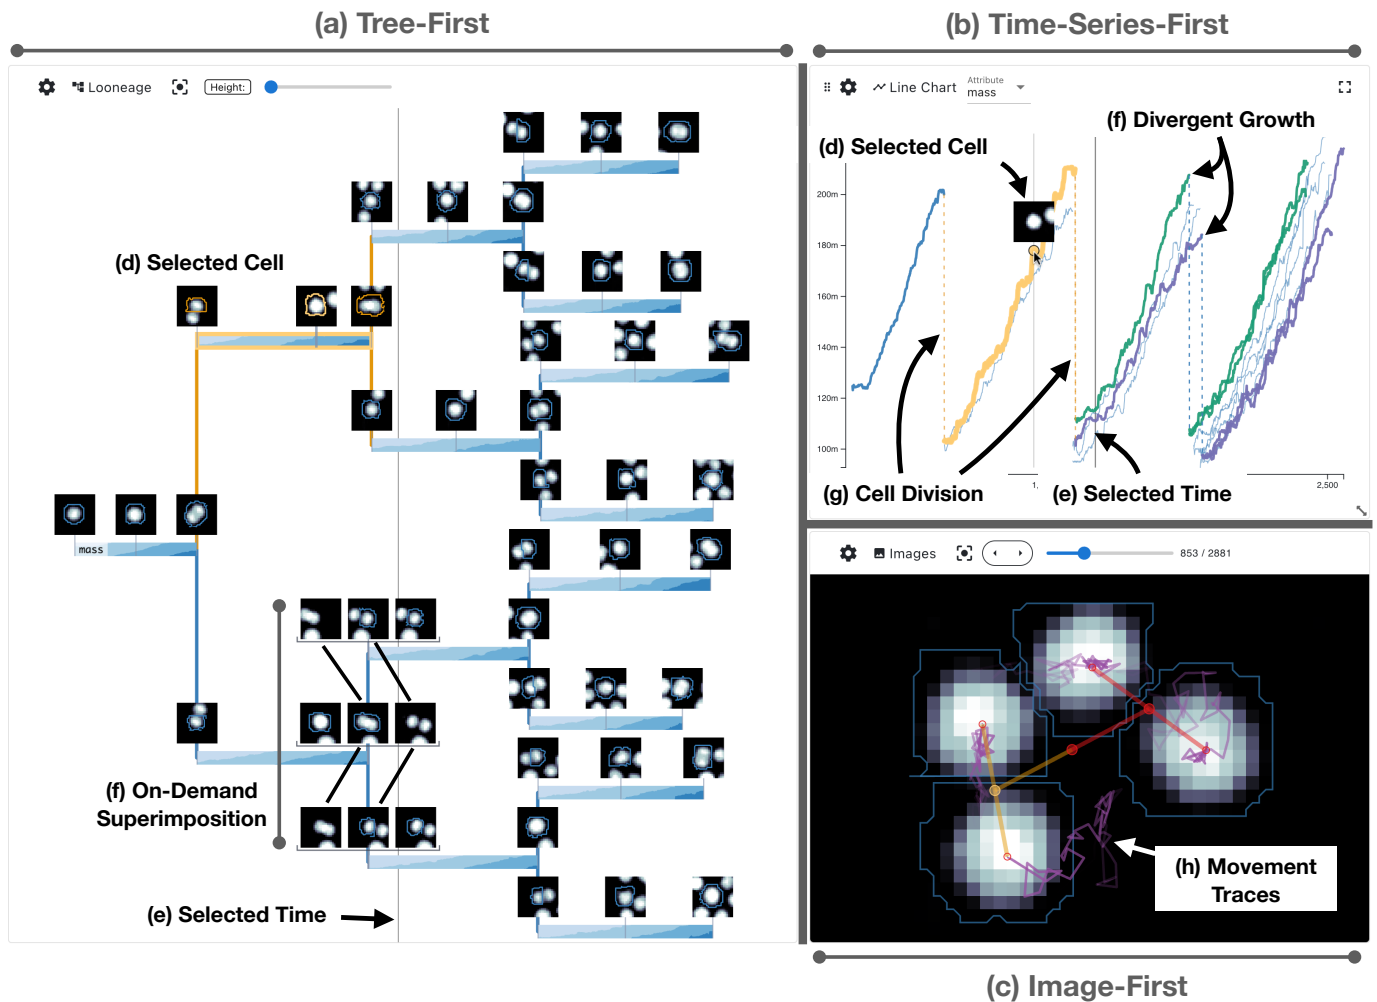 (a) Tree-First
(b) Time-Series-First
Looneage
Height:
Line Chart
Attribute
mass
(d) Selected Cell
(f) Divergent Growth
200m
180m
160m
140m
120m
100m
(g) Cell Division
1,
(e) Selected Time
2,500
(d) Selected Cell
mass
(f) On-Demand
Superimposition
(e) Selected Time
Images
853 / 2881
(h) Movement
Traces
(c) Image-First